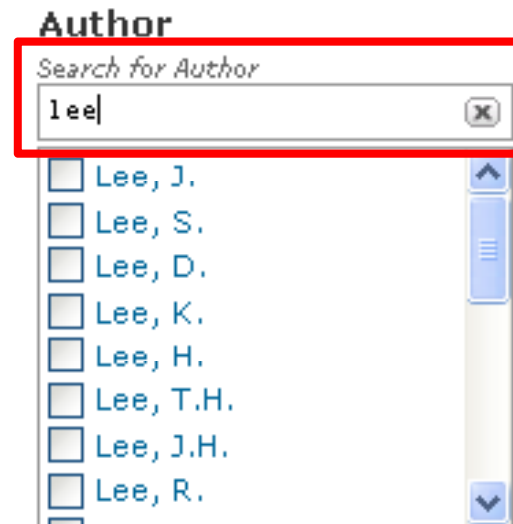 Author
Search for Author
lee
Lee, J.
Lee, S.
Lee, D.
Lee, K.
Lee, H.
Lee, T.H.
Lee, J.H.
Lee, R.